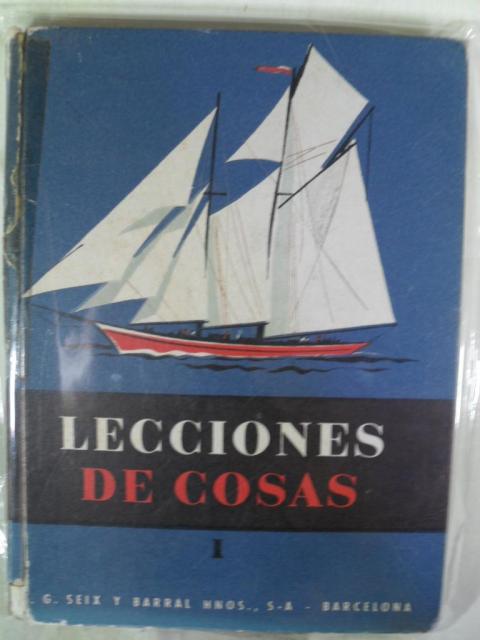 LECCIONES
DE COSAS
I
I. G. SEIX Y BARRAL HNOS., S-A - BARCELONA